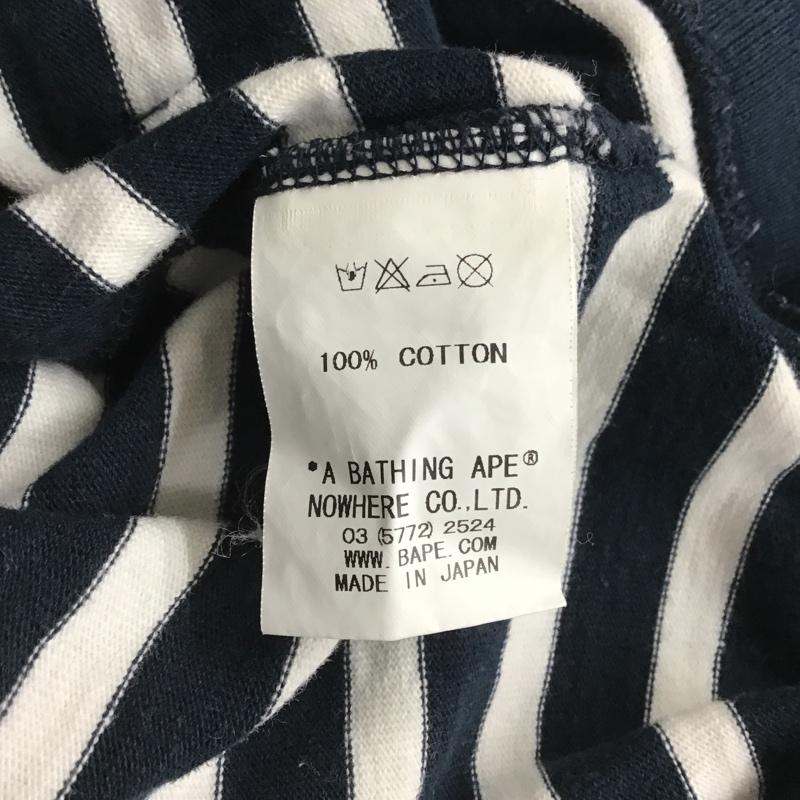 100% COTTON
*A BATHING APE®
NOWHERE CO.,LTD.
03 (5772) 2524
WWW. BAPE. COM
MADE IN JAPAN